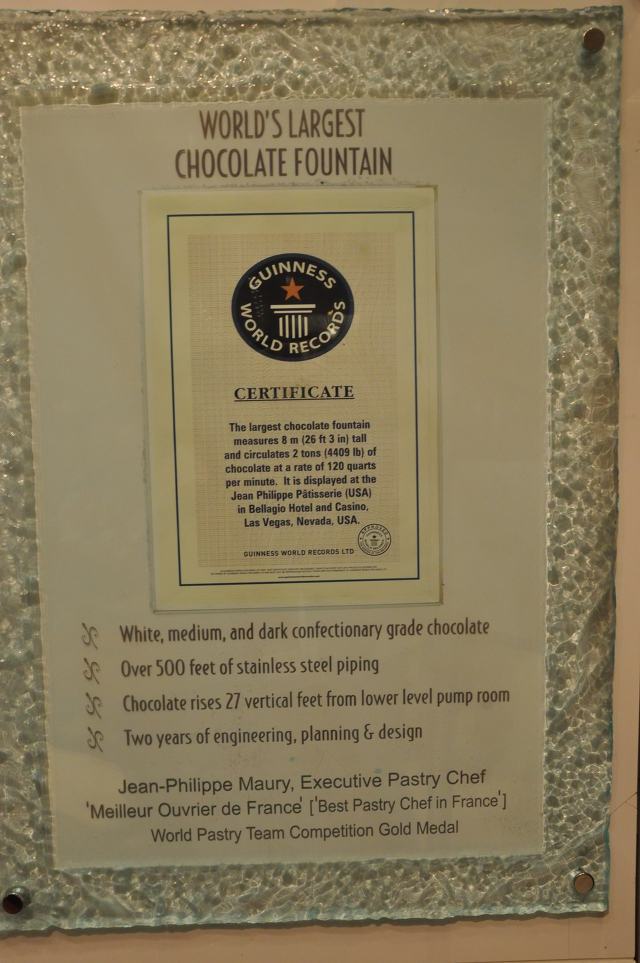 WORLD'S LARGEST
CHOCOLATE FOUNTAIN
GUINNESS
WORLD RECORDS
CERTIFICATE
The largest chocolate fountain
measures 8 m (26 ft 3 in) tall
and circulates 2 tons (4409 lb) of
chocolate at a rate of 120 quarts
per minute. It is displayed at the
Jean Philippe Pâtisserie (USA)
in Bellagio Hotel and Casino,
Las Vegas, Nevada, USA.
GUINNESS WORLD RECORDS LTD
White, medium, and dark confectionary grade chocolate
Over 500 feet of stainless steel piping
Chocolate rises 27 vertical feet from lower level pump room
Two years of engineering, planning & design
Jean-Philippe Maury, Executive Pastry Chef
'Meilleur Ouvrier de France' ['Best Pastry Chef in France']
World Pastry Team Competition Gold Medal